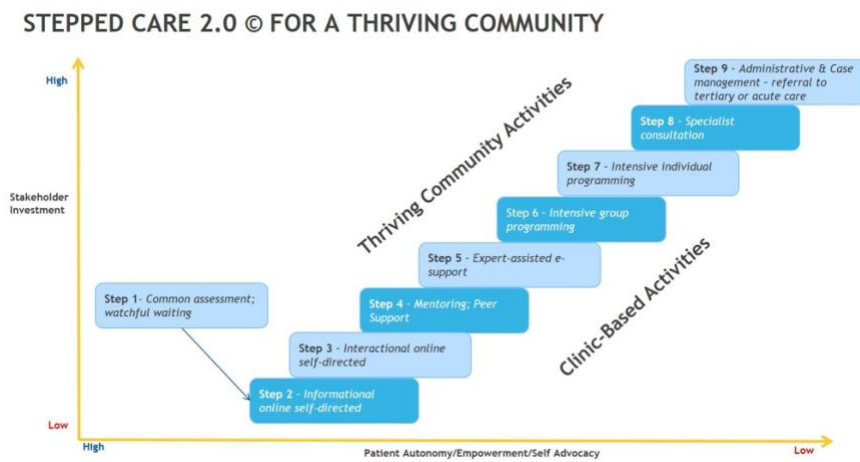 STEPPED CARE 2.0 © FOR A THRIVING COMMUNITY
High
Stakeholder
Investment
Low
Step 1- Common assessment;
watchful waiting
Step 2 - Informational
online self-directed
Step 3 - Interactional online
self-directed
Step 4 - Mentoring; Peer
Support
Step 5 - Expert-assisted e-
support
Step 6 - Intensive group
programming
Step 7 - Intensive individual
programming
Step 8 - Specialist
consultation
Step 9 - Administrative & Case
management - referral to
tertiary or acute care
Thriving Community Activities
Clinic-Based Activities
High
Patient Autonomy/Empowerment/Self Advocacy
Low